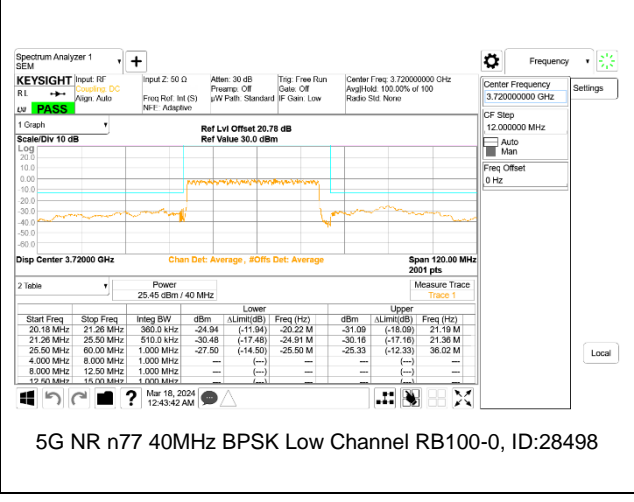 Spectrum Analyzer 1
SEM
Frequency
KEYSIGHT
R L
PASS
Input: RF
Coupling: DC
Align: Auto
Input Z: 50 Ω
Freq Ref: Int (S)
NFE: Adaptive
Atten: 30 dB
Preamp: Off
µW Path: Standard
Trig: Free Run
Gate: Off
IF Gain: Low
Center Freq: 3.720000000 GHz
Avg|Hold: 100.00% of 100
Radio Std: None
Center Frequency
3.720000000 GHz
Settings
CF Step
12.000000 MHz
Auto
Man
Freq Offset
0 Hz
Local
1 Graph
Scale/Div 10 dB
Ref Lvl Offset 20.78 dB
Ref Value 30.0 dBm
Log
20.0
10.0
0.00
-10.0
-20.0
-30.0
-40.0
-50.0
-60.0
Disp Center 3.72000 GHz
Chan Det: Average, #Offs Det: Average
Span 120.00 MHz
2001 pts
2 Table
Power
25.45 dBm / 40 MHz
Measure Trace
Trace 1
Lower Upper
Start Freq Stop Freq Integ BW dBm ΔLimit(dB) Freq (Hz) dBm ΔLimit(dB) Freq (Hz)
20.18 MHz 21.26 MHz 360.0 kHz -24.94 (-11.94) -20.22 M -31.09 (-18.09) 21.19 M
21.26 MHz 25.50 MHz 510.0 kHz -30.48 (-17.48) -24.91 M -30.16 (-17.16) 21.36 M
25.50 MHz 60.00 MHz 1.000 MHz -27.50 (-14.50) -25.50 M -25.33 (-12.33) 36.02 M
4.000 MHz 8.000 MHz 1.000 MHz --- (---) --- (---)
8.000 MHz 12.50 MHz 1.000 MHz --- (---) --- (---)
12.50 MHz 15.00 MHz 1.000 MHz --- (---) --- (---)
Mar 18, 2024
12:43:42 AM
5G NR n77 40MHz BPSK Low Channel RB100-0, ID:28498